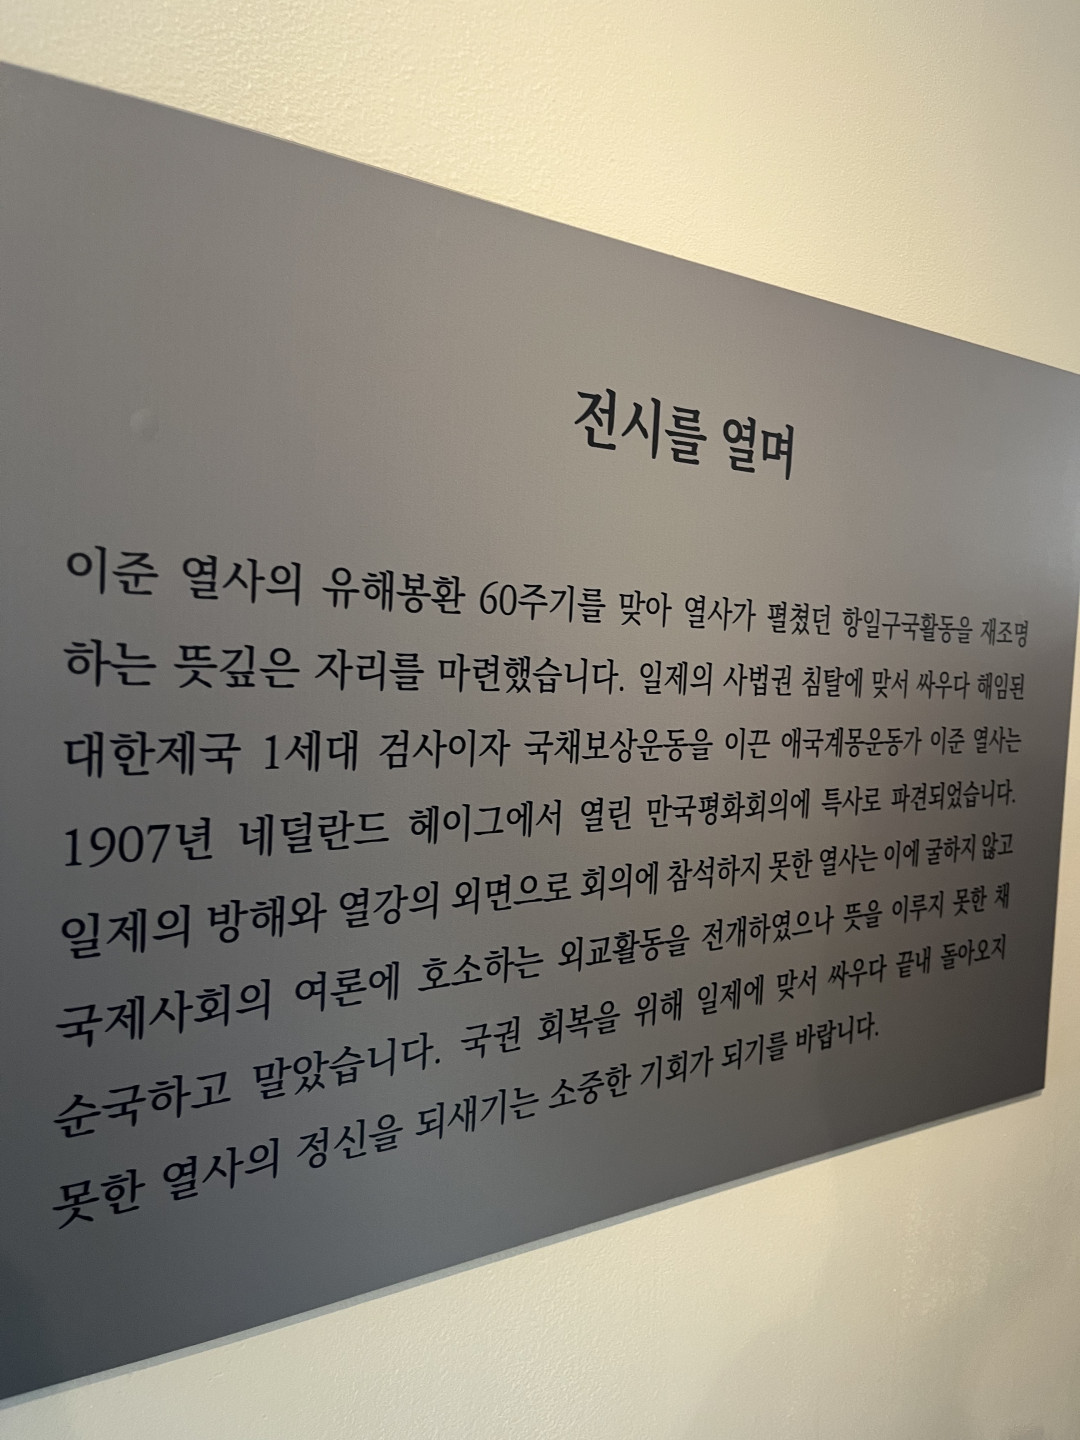 전시를 열며
이준 열사의 유해봉환 60주기를 맞아 열사가 펼쳤던 항일구국활동을 재조명
하는 뜻깊은 자리를 마련했습니다. 일제의 사법권 침탈에 맞서 싸우다 해임된
대한제국 1세대 검사이자 국채보상운동을 이끈 애국계몽운동가 이준 열사는
1907년 네덜란드 헤이그에서 열린 만국평화회의에 특사로 파견되었습니다.
일제의 방해와 열강의 외면으로 회의에 참석하지 못한 열사는 이에 굴하지 않고
국제사회의 여론에 호소하는 외교활동을 전개하였으나 뜻을 이루지 못한 채
순국하고 말았습니다. 국권 회복을 위해 일제에 맞서 싸우다 끝내 돌아오지
못한 열사의 정신을 되새기는 소중한 기회가 되기를 바랍니다.